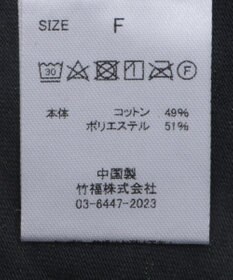 SIZE F
30 F
本体 コットン 49%
ポリエステル 51%
中国製
竹福株式会社
03-6447-2023